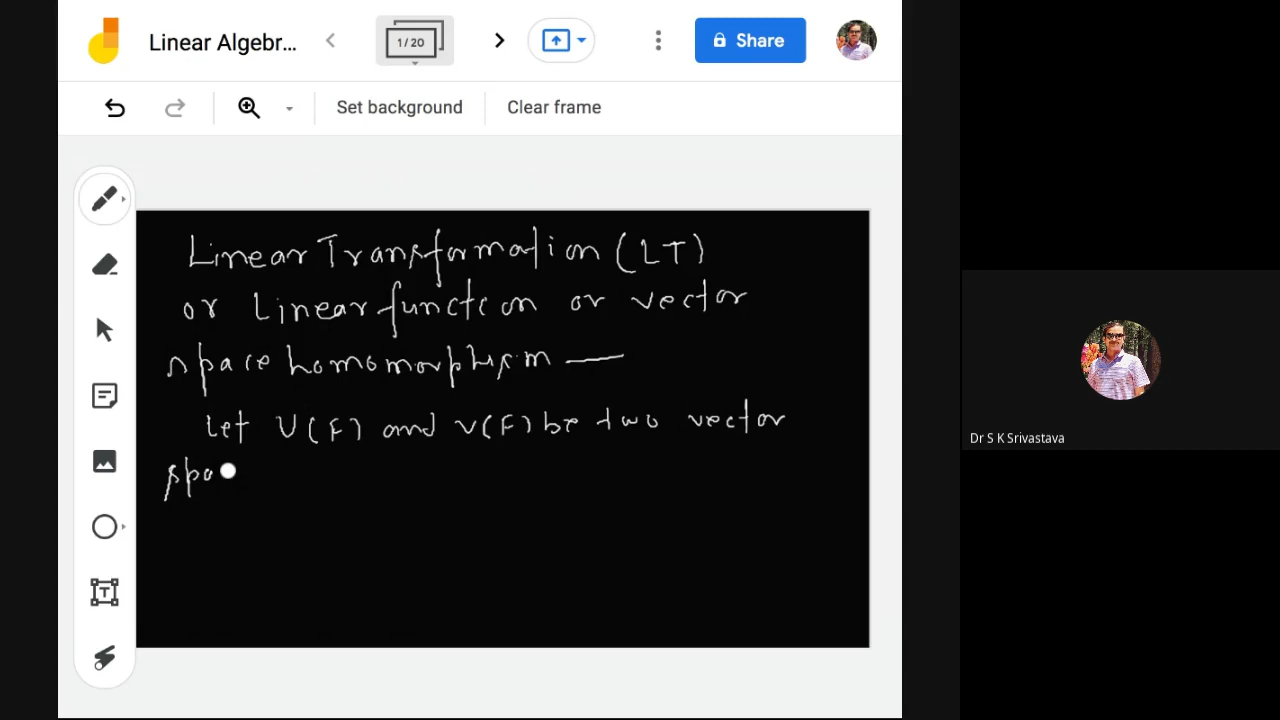 Linear Algebr...
1/20
Share
Set background
Clear frame
Linear Transformation (LT)
or Linear function or vector
space homomorphism —
Let U(F) and V(F) be two vector
spa
Dr S K Srivastava